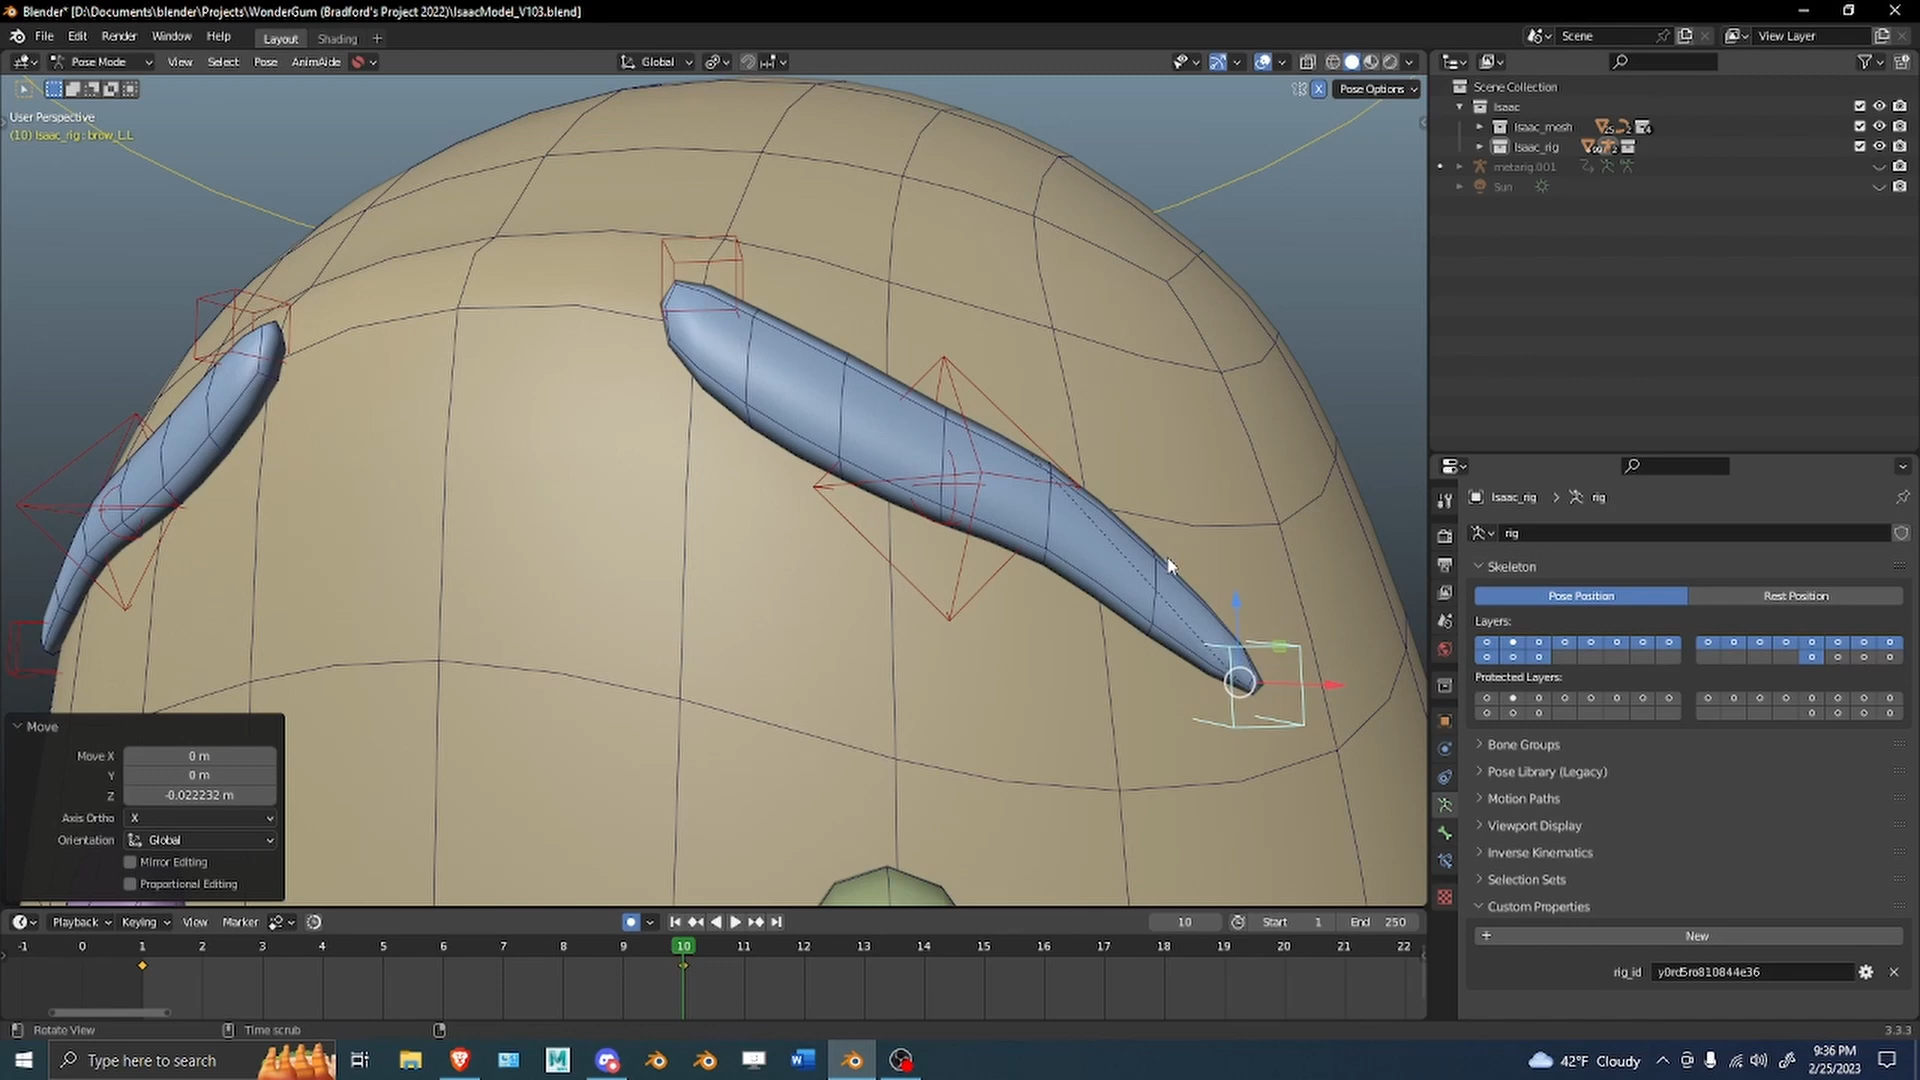 Blender* [D:\Documents\blender\Projects\WonderGum (Bradford's Project 2022)\IsaacModel_V103.blend]
File Edit Render Window Help Layout Shading + Scene View Layer
Pose Mode View Select Pose AnimAide Global
Pose Options
User Perspective
(10) Isaac_rig : brow_L.L
Scene Collection
Isaac
Isaac_mesh
Isaac_rig
metarig.001
Sun
Isaac_rig > rig
rig
Skeleton
Pose Position Rest Position
Layers:
Protected Layers:
Bone Groups
Pose Library (Legacy)
Motion Paths
Viewport Display
Inverse Kinematics
Selection Sets
Custom Properties
New
rig_id y0rd5ro810844e36
Move
Move X 0 m
Y 0 m
Z -0.022232 m
Axis Ortho X
Orientation Global
Mirror Editing
Proportional Editing
Playback Keying View Marker 10 Start 1 End 250
-1 0 1 2 3 4 5 6 7 8 9 10 11 12 13 14 15 16 17 18 19 20 21 22
Rotate View Time scrub 3.3.3
Type here to search 42°F Cloudy 9:36 PM
2/25/2023